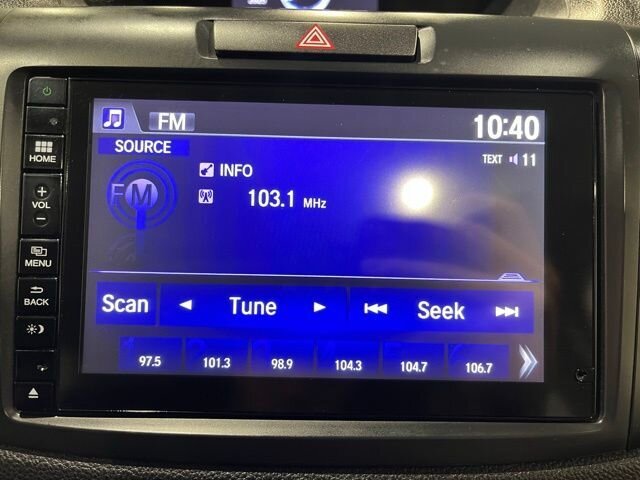 FM
10:40
SOURCE
TEXT 11
INFO
FM
103.1 MHz
HOME
+
VOL
-
MENU
BACK
Scan
Tune
Seek
97.5 101.3 98.9 104.3 104.7 106.7